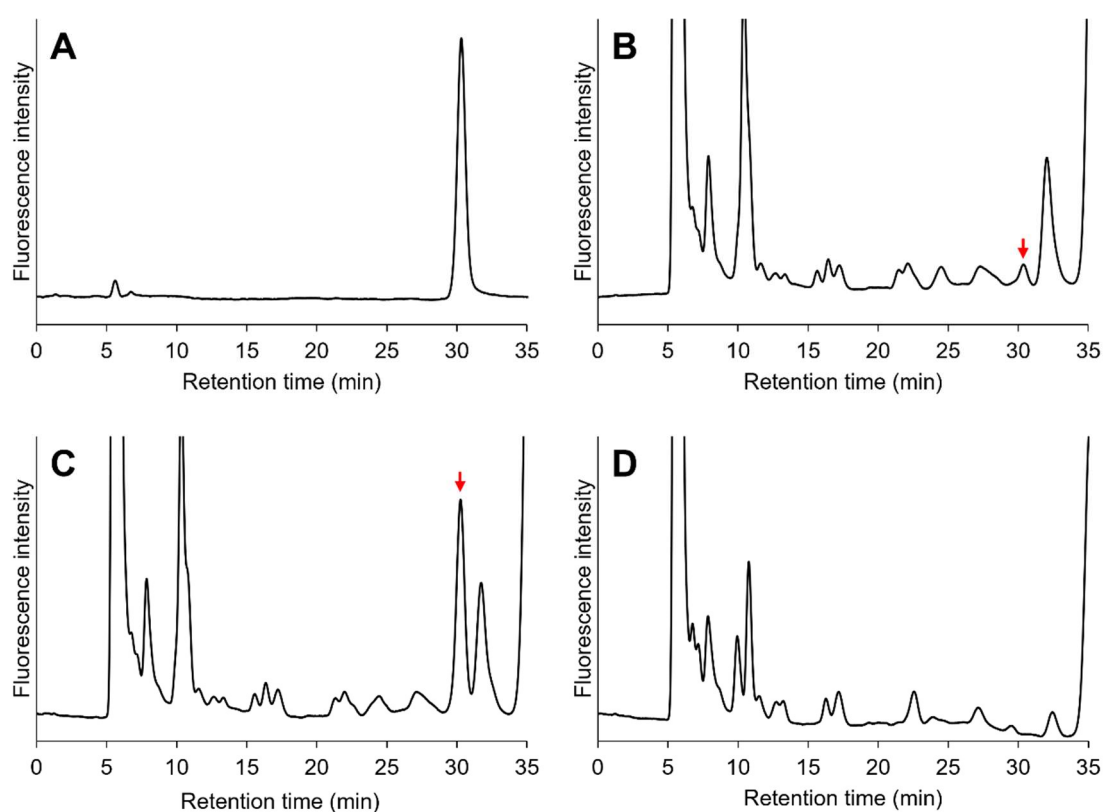 A
Fluorescence intensity
0 5 10 15 20 25 30 35
Retention time (min)
B
Fluorescence intensity
0 5 10 15 20 25 30 35
Retention time (min)
C
Fluorescence intensity
0 5 10 15 20 25 30 35
Retention time (min)
D
Fluorescence intensity
0 5 10 15 20 25 30 35
Retention time (min)